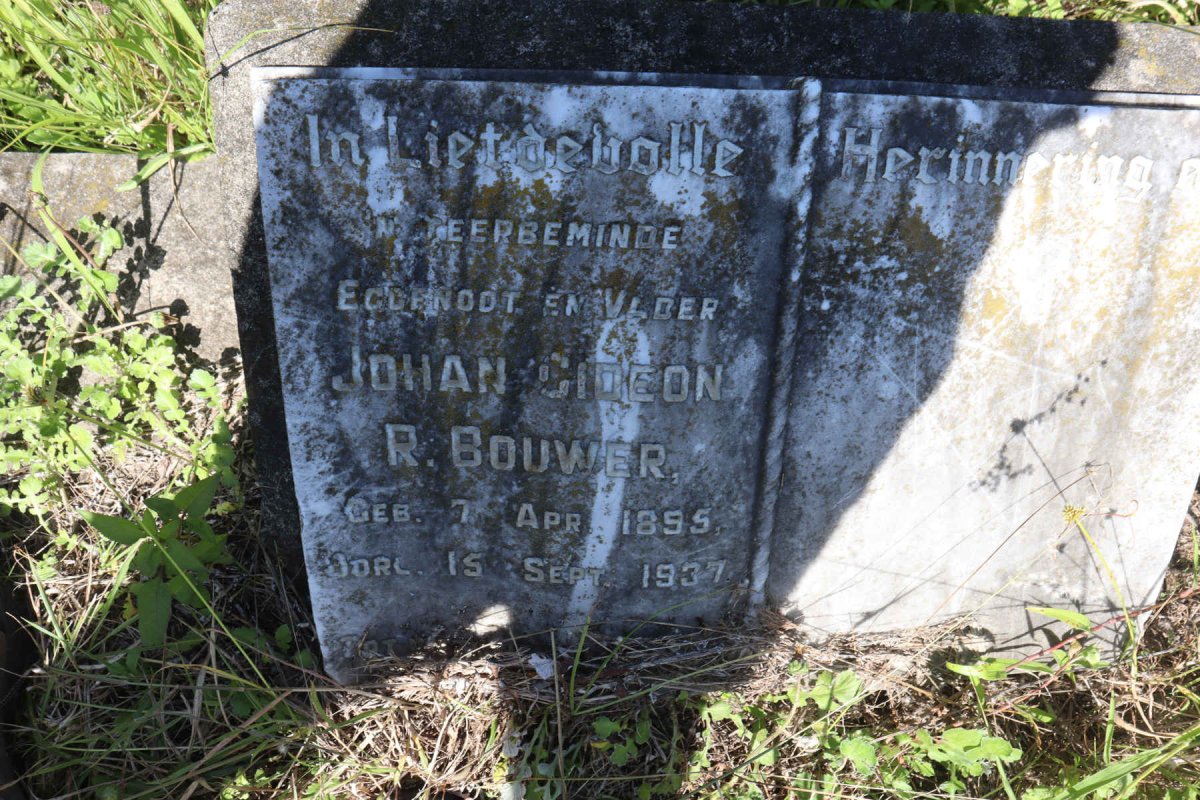 In Liefdevolle Herinnering
'N TEERBEMINDE
EGGENOOT EN VADER
JOHAN GIDEON
R. BOUWER,
GEB. 7 APR. 1895,
OORL. 15 SEPT. 1937.